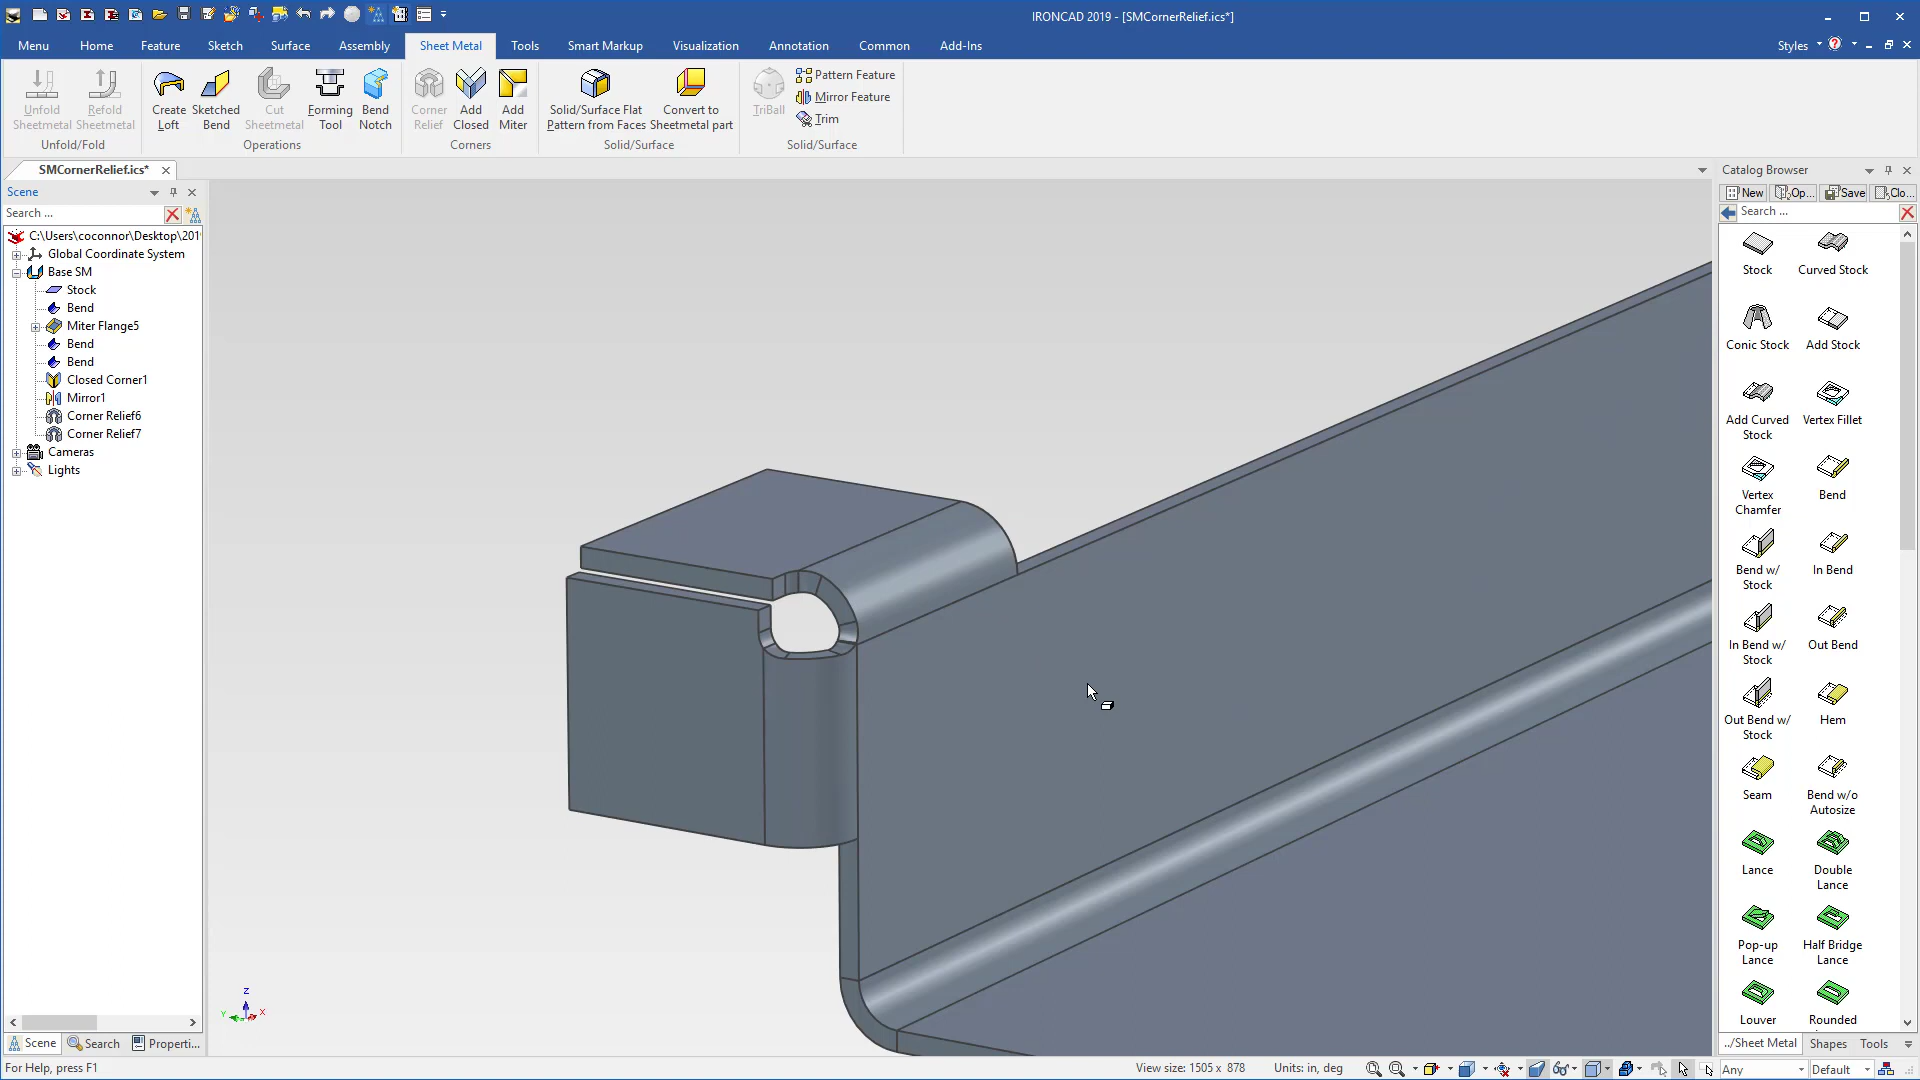 IRONCAD 2019 - [SMCornerRelief.ics*]
Menu Home Feature Sketch Surface Assembly Sheet Metal Tools Smart Markup Visualization Annotation Common Add-Ins Styles
Unfold Sheetmetal
Refold Sheetmetal
Unfold/Fold
Create Loft
Sketched Bend
Cut Sheetmetal
Forming Tool
Bend Notch
Operations
Corner Relief
Add Closed
Add Miter
Corners
Solid/Surface Flat Pattern from Faces
Convert to Sheetmetal part
Solid/Surface
TriBall
Pattern Feature
Mirror Feature
Trim
Solid/Surface
SMCornerRelief.ics*
Scene
Search ...
C:\Users\coconnor\Desktop\201
Global Coordinate System
Base SM
Stock
Bend
Miter Flange5
Bend
Bend
Closed Corner1
Mirror1
Corner Relief6
Corner Relief7
Cameras
Lights
Scene Search Properti...
Z
Y X
Catalog Browser
New Op... Save Clo...
Search ...
Stock
Curved Stock
Conic Stock
Add Stock
Add Curved Stock
Vertex Fillet
Vertex Chamfer
Bend
Bend w/ Stock
In Bend
In Bend w/ Stock
Out Bend
Out Bend w/ Stock
Hem
Seam
Bend w/o Autosize
Lance
Double Lance
Pop-up Lance
Half Bridge Lance
Louver
Rounded
../Sheet Metal Shapes Tools
For Help, press F1
View size: 1505 x 878
Units: in, deg
Any
Default